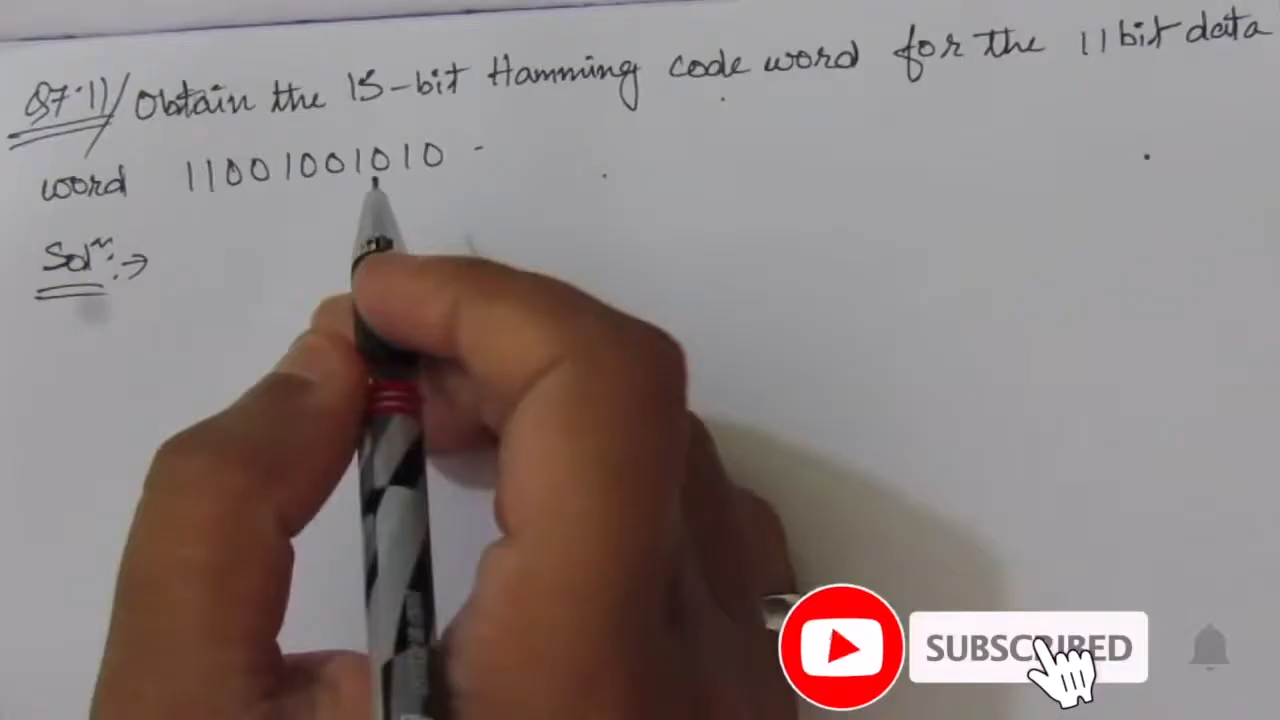 Q7.11/ Obtain the 15-bit Hamming code word for the 11 bit data
word 11001001010.
Solⁿ:→
SUBSCRIBED